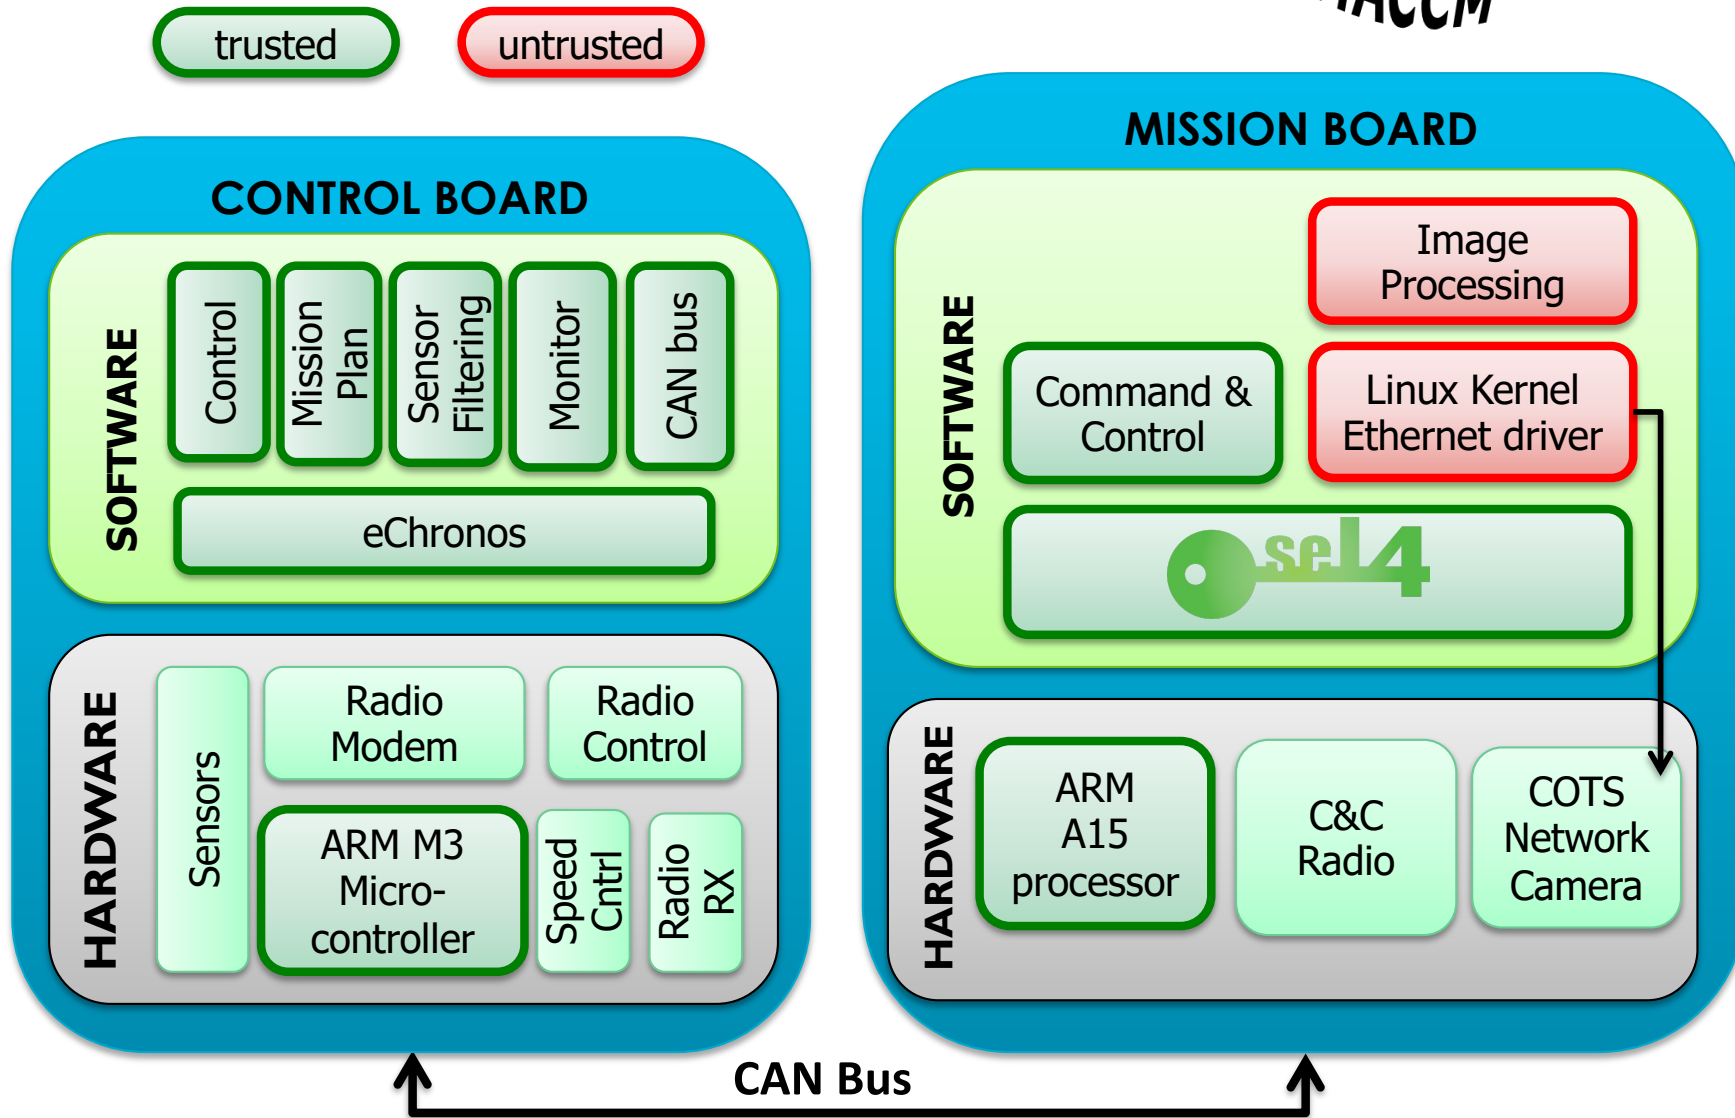 trusted
untrusted
CONTROL BOARD
SOFTWARE
Control
Mission
Plan
Sensor
Filtering
Monitor
CAN bus
eChronos
HARDWARE
Sensors
Radio
Modem
Radio
Control
ARM M3
Micro-
controller
Speed
Cntrl
Radio
RX
MISSION BOARD
SOFTWARE
Image
Processing
Command &
Control
Linux Kernel
Ethernet driver
seL4
HARDWARE
ARM
A15
processor
C&C
Radio
COTS
Network
Camera
CAN Bus